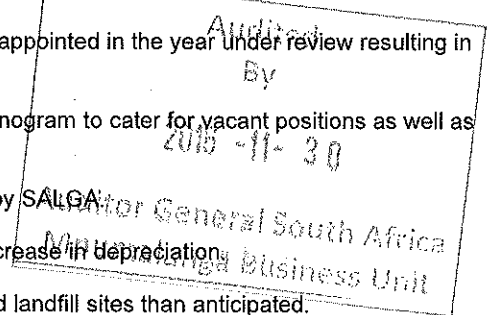 appointed in the year under review resulting in
nogram to cater for vacant positions as well as
by SALGA.
crease in depreciation.
d landfill sites than anticipated.
Audited
By
-11- 30
Auditor General South Africa
Mpumalanga Business Unit